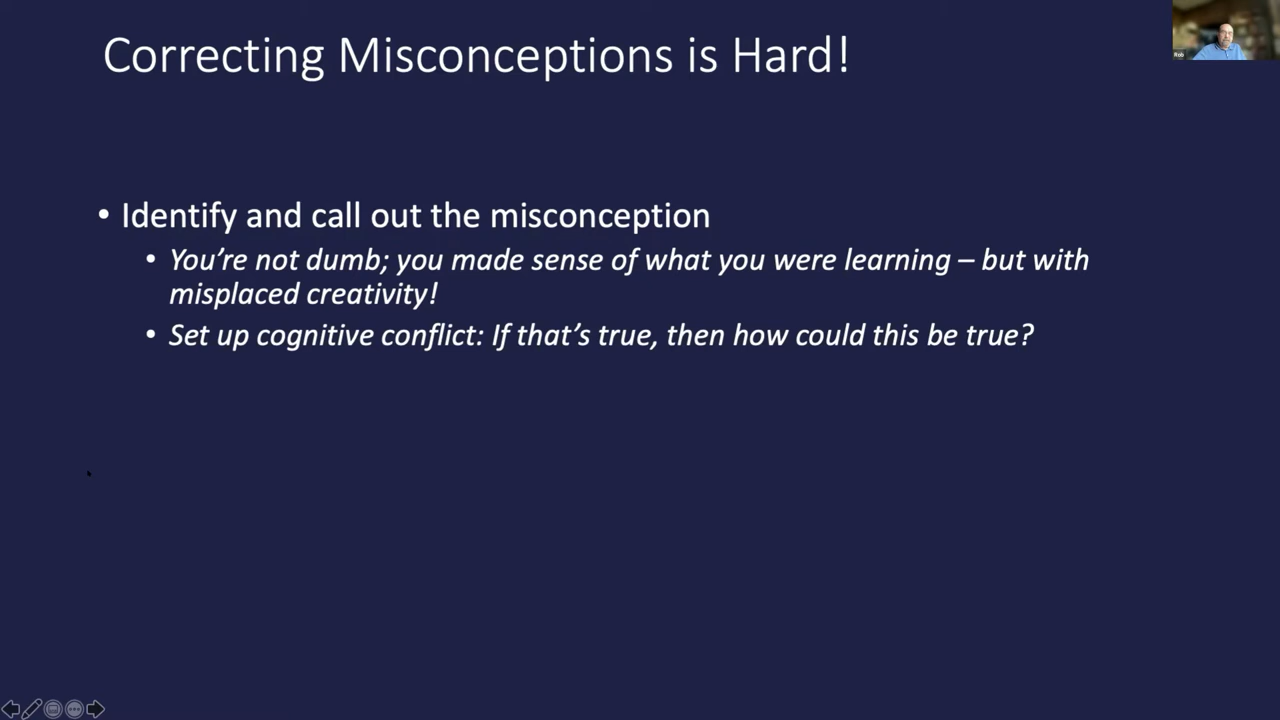 Correcting Misconceptions is Hard!
Rob
• Identify and call out the misconception
• You're not dumb; you made sense of what you were learning – but with
misplaced creativity!
• Set up cognitive conflict: If that's true, then how could this be true?